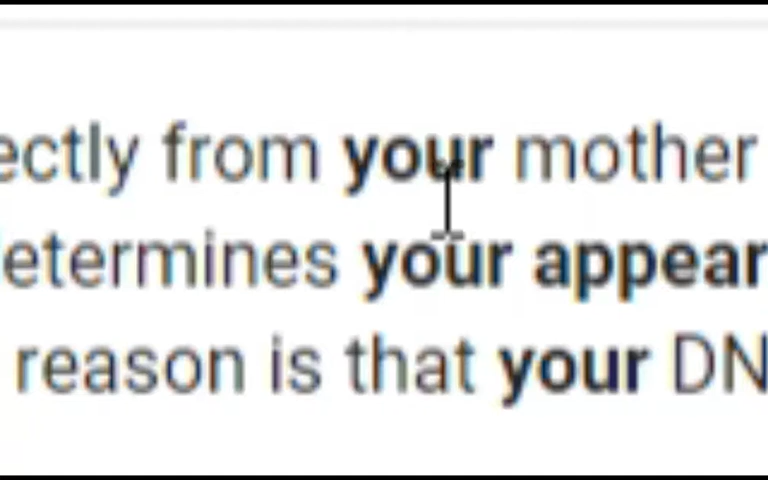 ectly from your mother
etermines your appear
reason is that your DN